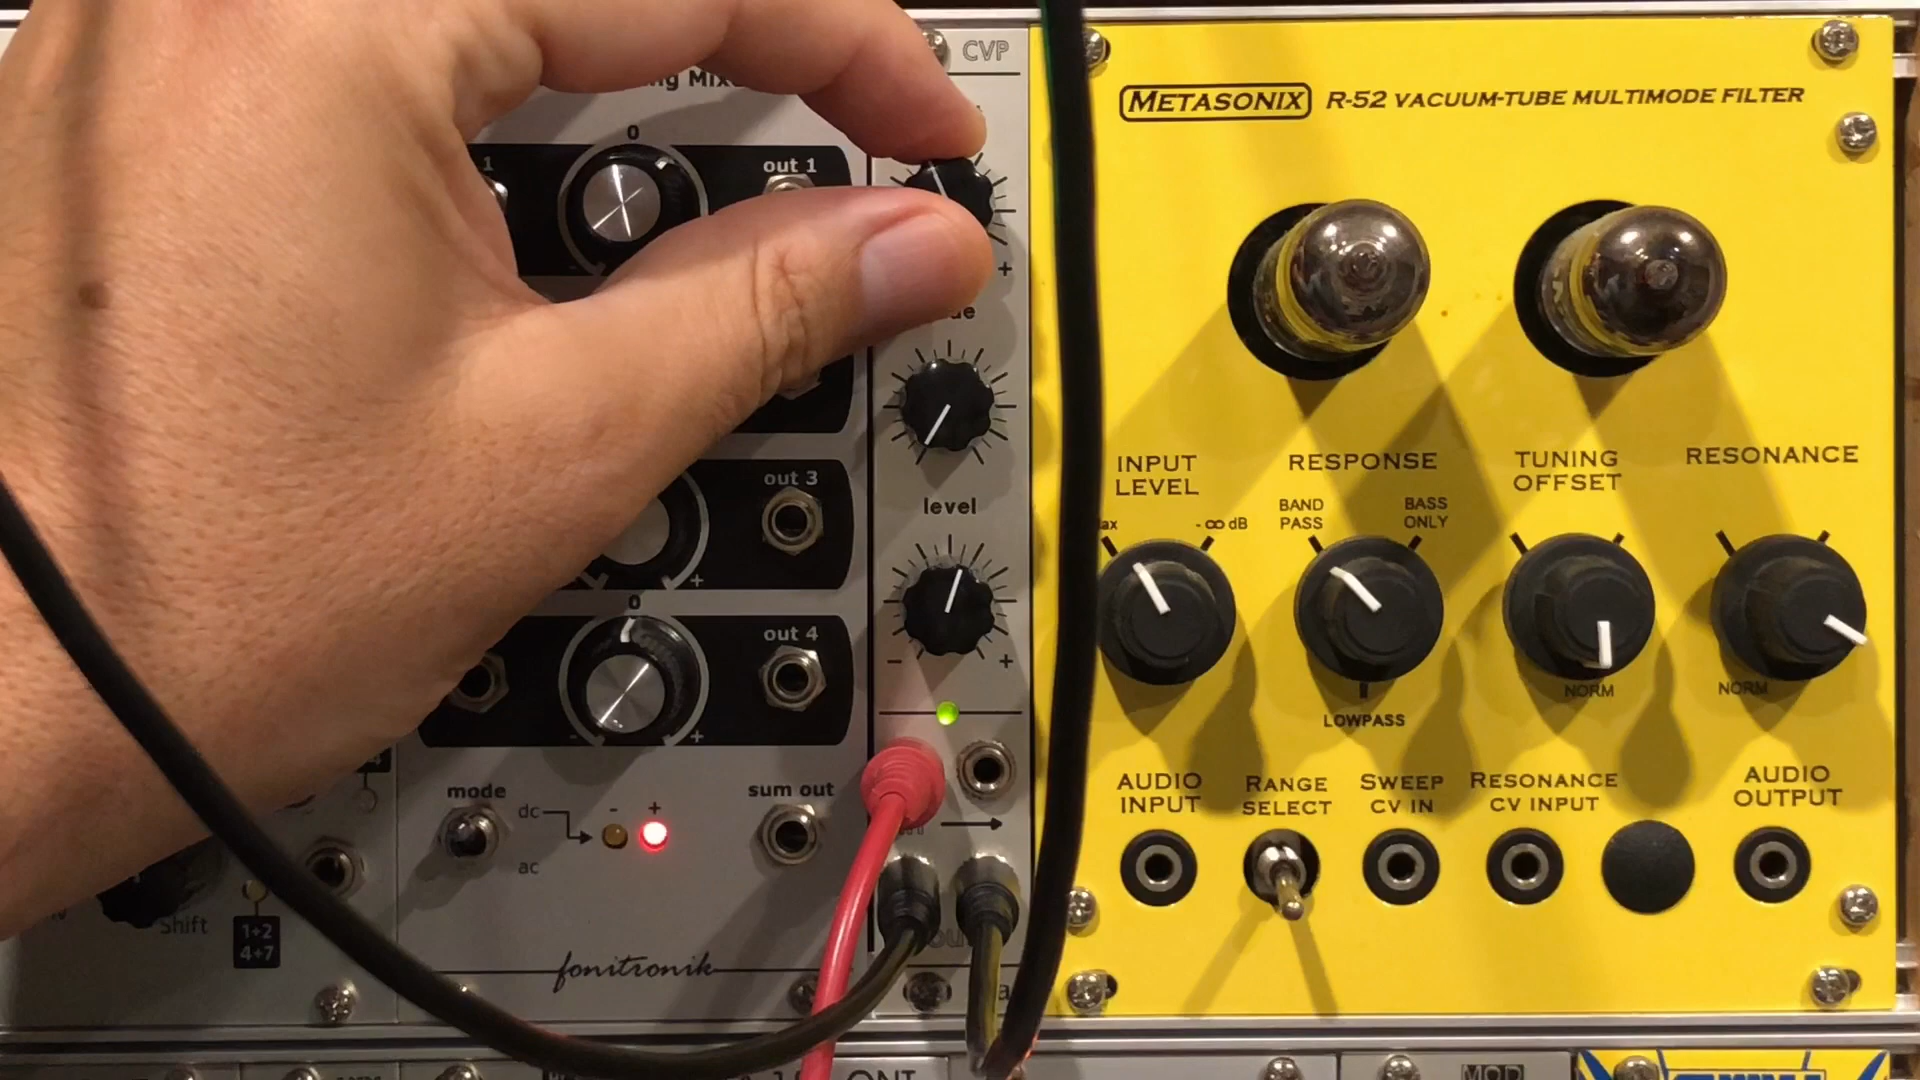 CVP
METASONIX R-52 VACUUM-TUBE MULTIMODE FILTER
0
1
out 1
+
INPUT
LEVEL
RESPONSE
TUNING
OFFSET
RESONANCE
out 3
level
BAND
PASS
BASS
ONLY
- ∞ dB
- +
0
out 4
- +
- +
NORM
NORM
LOWPASS
mode
dc
- +
ac
sum out
AUDIO
INPUT
RANGE
SELECT
SWEEP
CV IN
RESONANCE
CV INPUT
AUDIO
OUTPUT
Shift
1+2
4+7
fonitronik